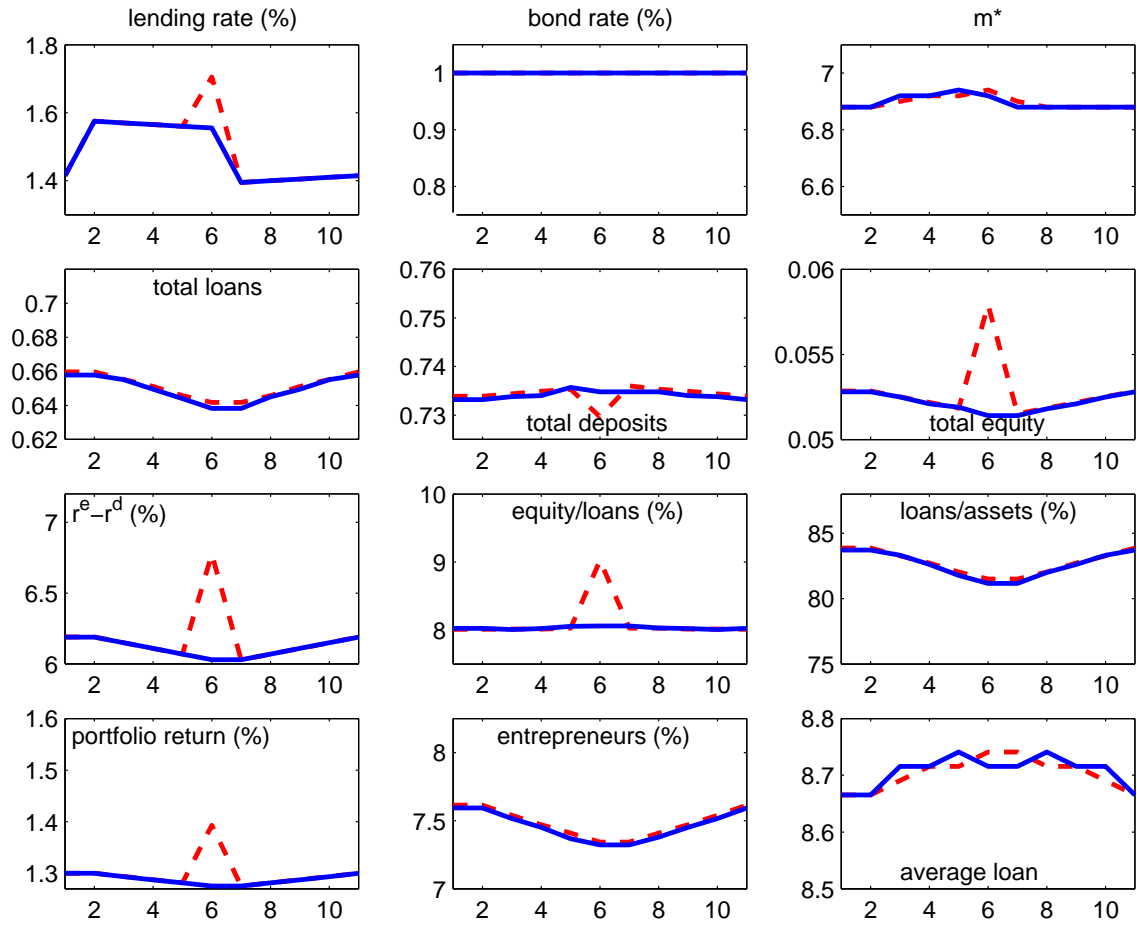 lending rate (%) bond rate (%) m*
1.8
1.6
1.4
2 4 6 8 10
1
0.9
0.8
2 4 6 8 10
7
6.8
6.6
2 4 6 8 10
total loans
0.7
0.68
0.66
0.64
0.62
2 4 6 8 10
0.76
0.75
0.74
0.73
total deposits
2 4 6 8 10
0.06
0.055
0.05
total equity
2 4 6 8 10
r^e−r^d (%)
7
6.5
6
2 4 6 8 10
equity/loans (%)
10
9
8
2 4 6 8 10
loans/assets (%)
85
80
75
2 4 6 8 10
portfolio return (%)
1.6
1.5
1.4
1.3
2 4 6 8 10
entrepreneurs (%)
8
7.5
7
2 4 6 8 10
8.8
8.7
8.6
8.5
average loan
2 4 6 8 10